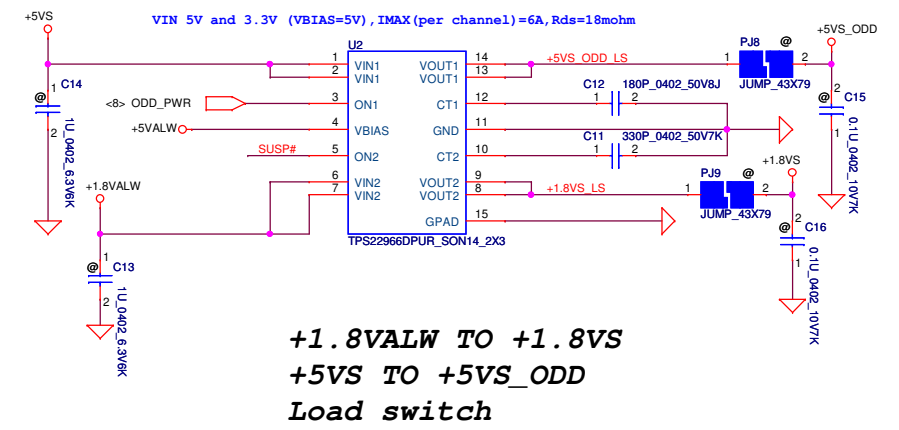 VIN 5V and 3.3V (VBIAS=5V),IMAX(per channel)=6A,Rds=18mohm
+5VS
U2
1 VIN1
2 VIN1
3 ON1
4 VBIAS
5 ON2
6 VIN2
7 VIN2
VOUT1 14
VOUT1 13
CT1 12
GND 11
CT2 10
VOUT2 9
VOUT2 8
GPAD 15
TPS22966DPUR_SON14_2X3
@ 1 C14 2
1U_0402_6.3V6K
<8> ODD_PWR
+5VALW
SUSP#
+1.8VALW
@ 1 C13 2
1U_0402_6.3V6K
+5VS_ODD_LS
C12 180P_0402_50V8J
1 2
C11 330P_0402_50V7K
1 2
+1.8VS_LS
PJ8 @
1 2
JUMP_43X79
+5VS_ODD
@ 2 C15 1
0.1U_0402_10V7K
PJ9 @
1 2
JUMP_43X79
+1.8VS
@ 2 C16 1
0.1U_0402_10V7K
+1.8VALW TO +1.8VS
+5VS TO +5VS_ODD
Load switch